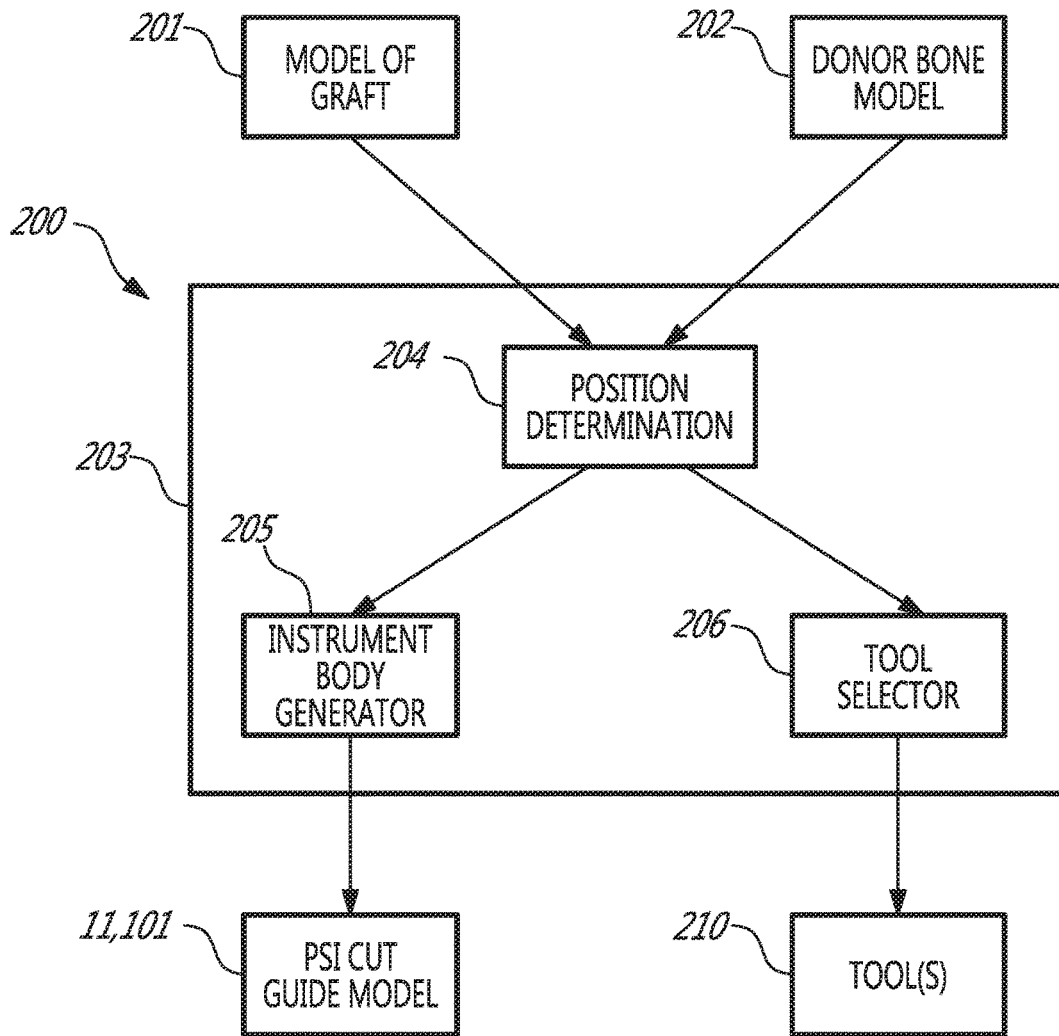 201
MODEL OF
GRAFT
202
DONOR BONE
MODEL
200
204
POSITION
DETERMINATION
203
205
INSTRUMENT
BODY
GENERATOR
206
TOOL
SELECTOR
11,101
PSI CUT
GUIDE MODEL
210
TOOL(S)